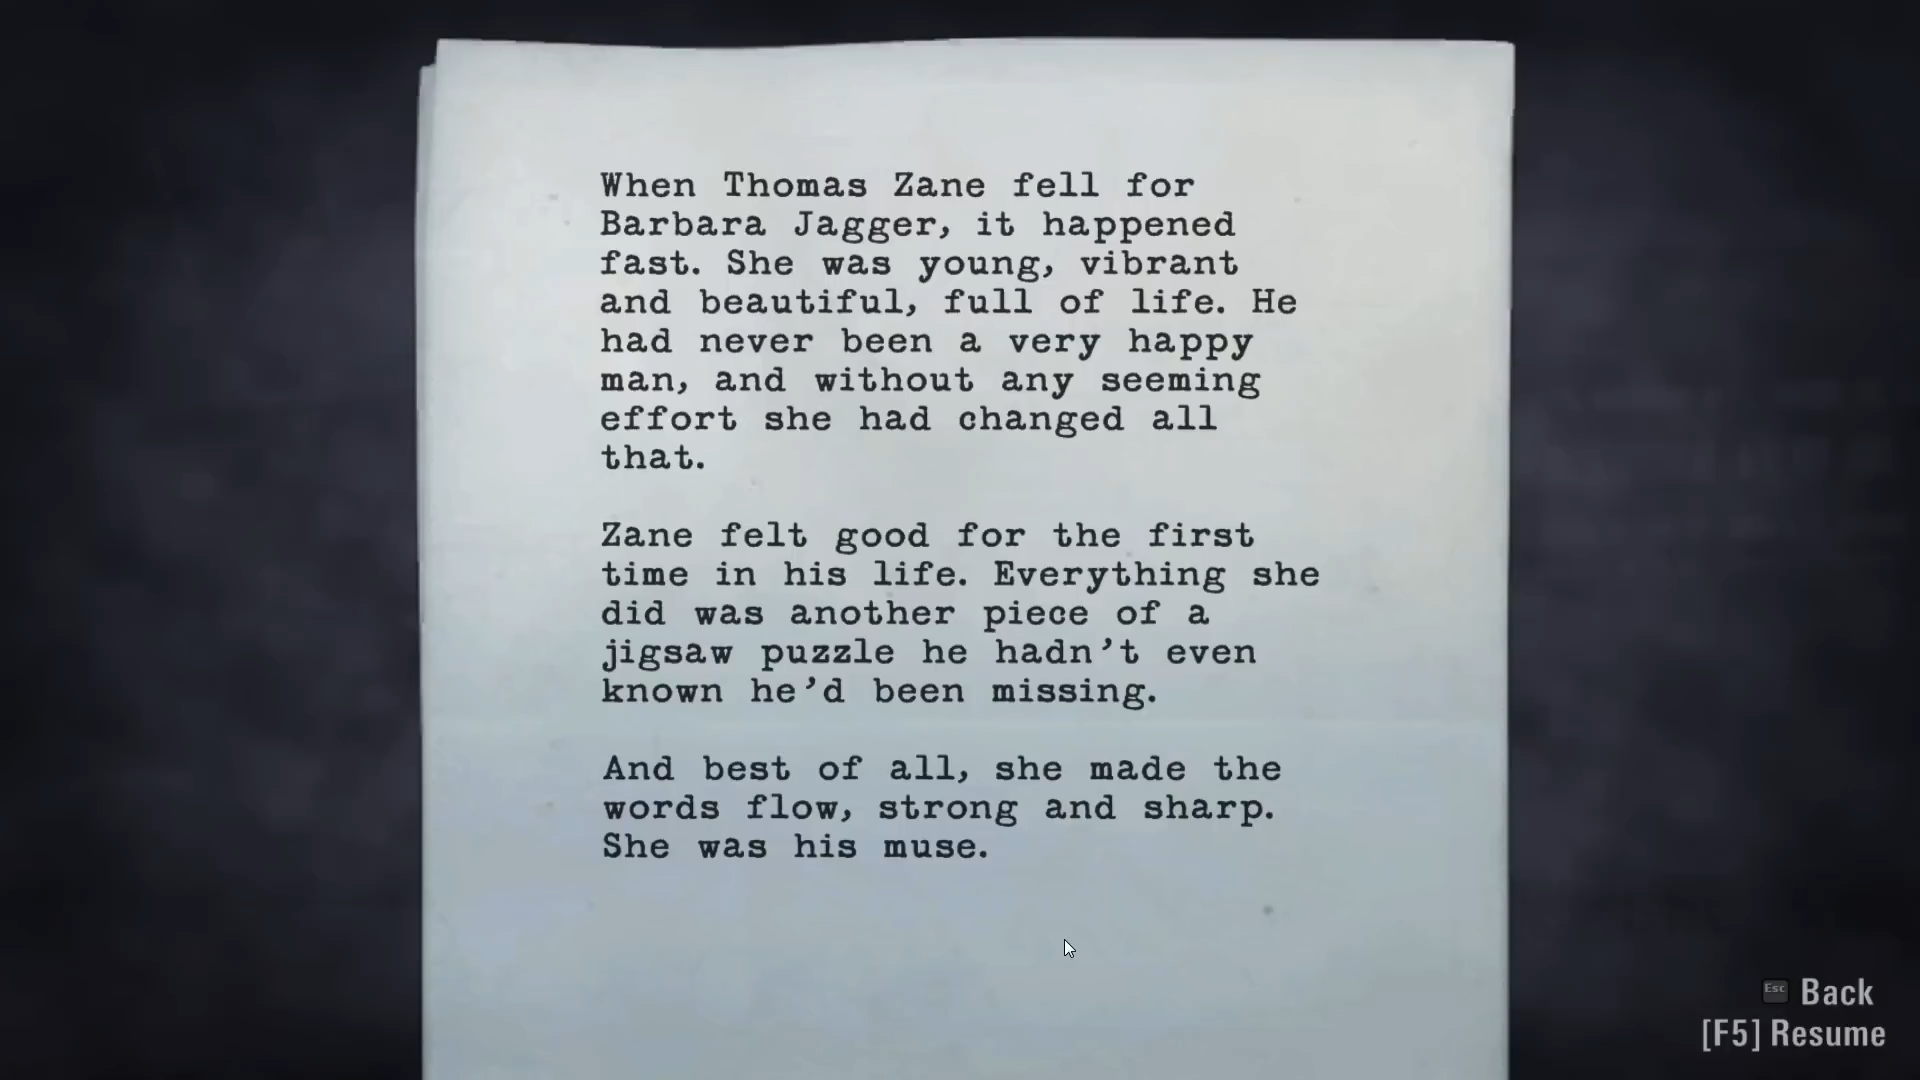 When Thomas Zane fell for
Barbara Jagger, it happened
fast. She was young, vibrant
and beautiful, full of life. He
had never been a very happy
man, and without any seeming
effort she had changed all
that.
Zane felt good for the first
time in his life. Everything she
did was another piece of a
jigsaw puzzle he hadn’t even
known he’d been missing.
And best of all, she made the
words flow, strong and sharp.
She was his muse.
Esc Back
[F5] Resume